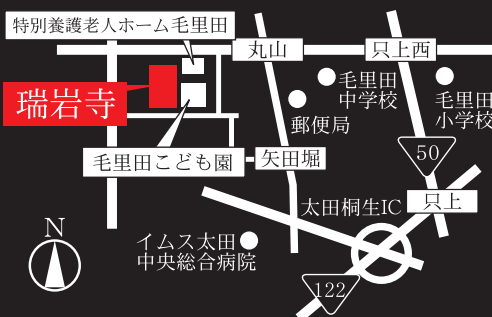 特別養護老人ホーム毛里田
丸山
只上西
瑞岩寺
毛里田
中学校
毛里田
小学校
郵便局
毛里田こども園
矢田堀
50
太田桐生IC
只上
N
イムス太田
中央総合病院
122